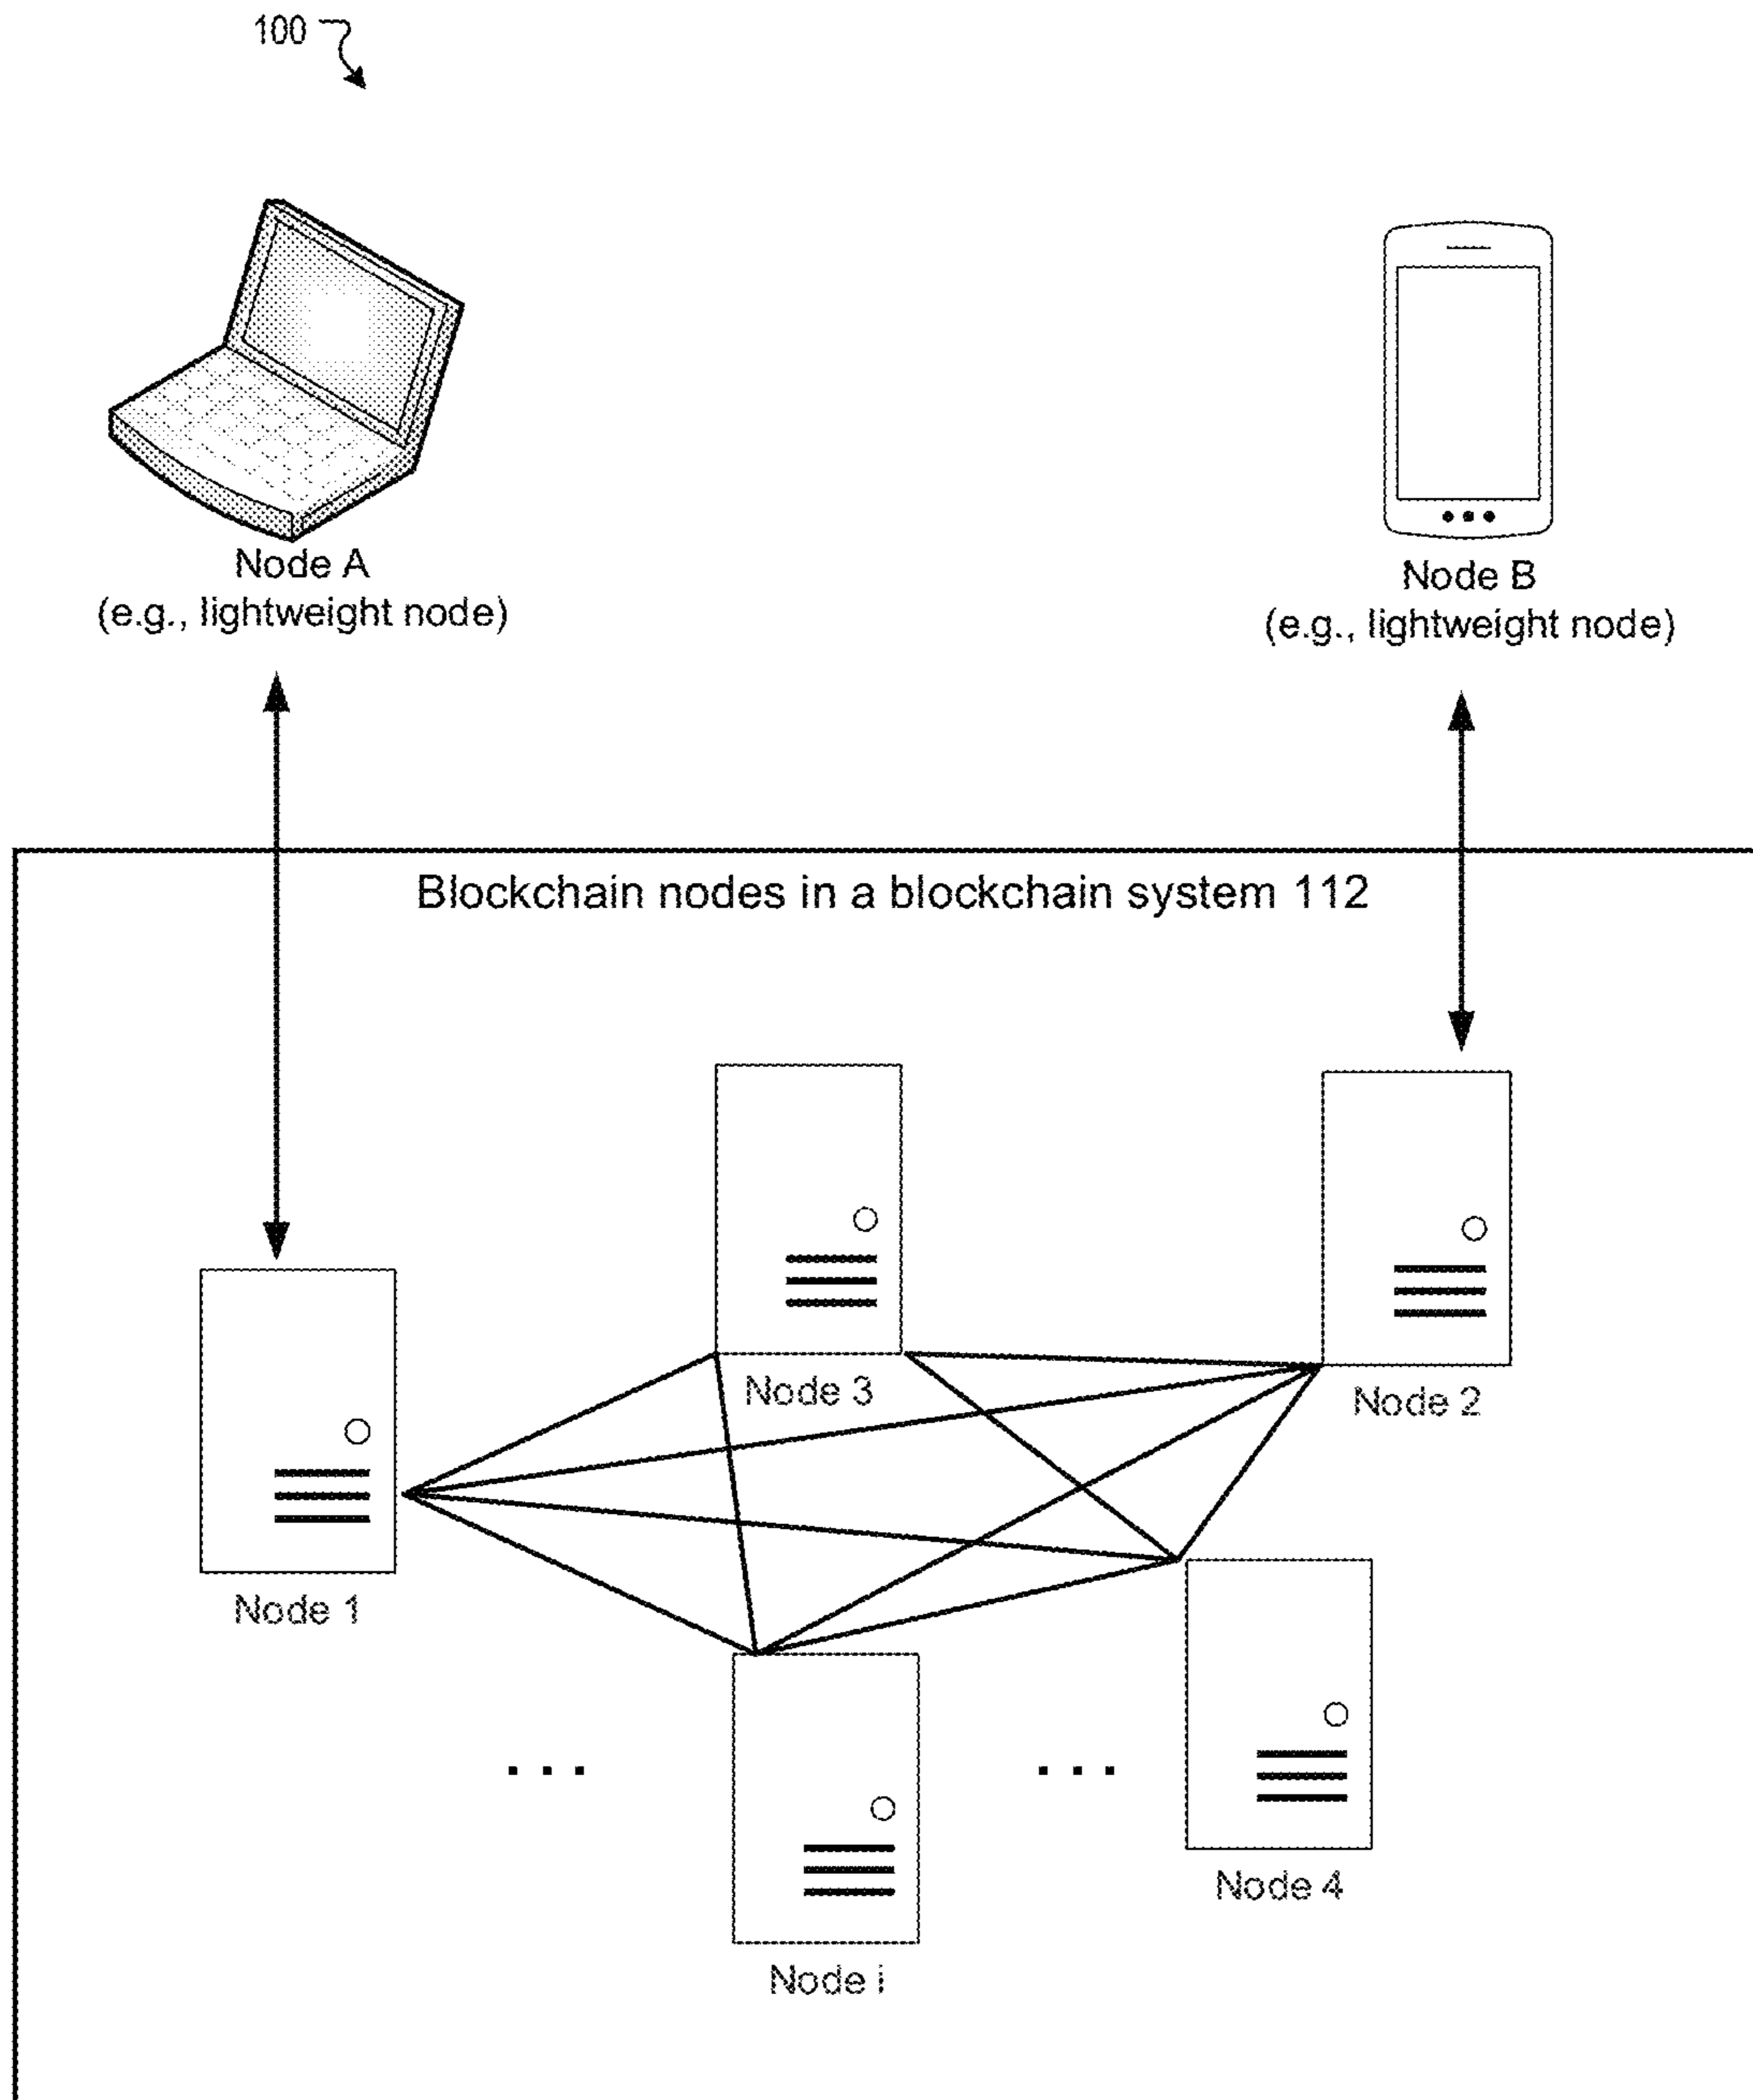 100
Node A
(e.g., lightweight node)
Node B
(e.g., lightweight node)
Blockchain nodes in a blockchain system 112
Node 3
Node 2
Node 1
Node 4
Node i